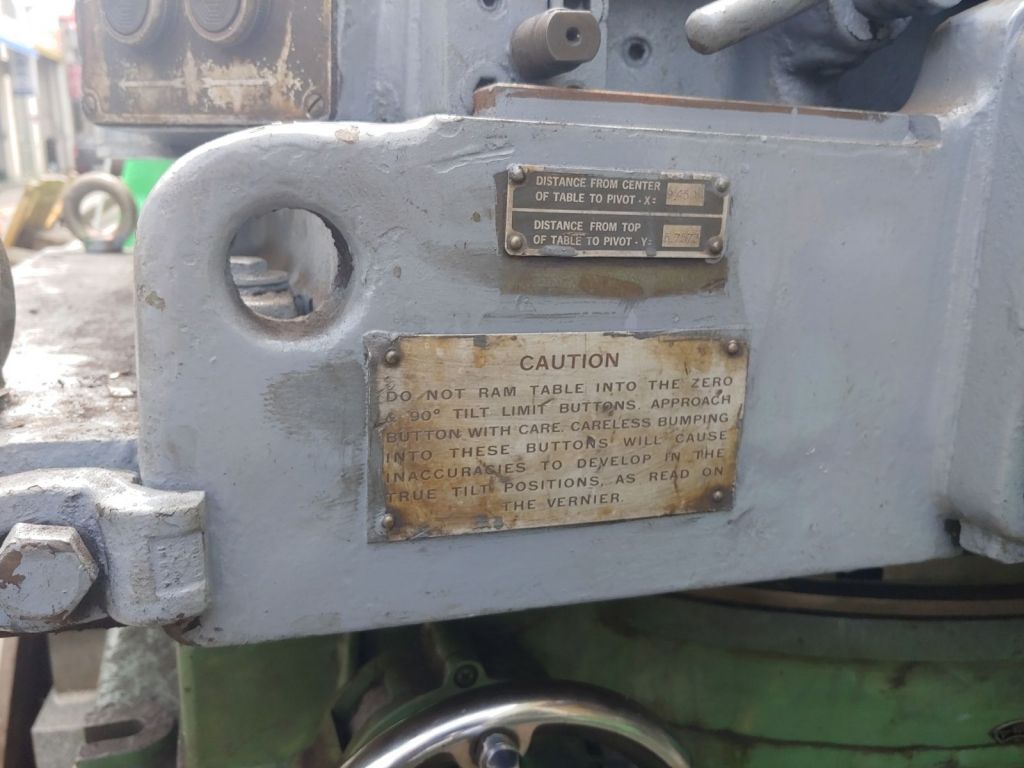 DISTANCE FROM CENTER
OF TABLE TO PIVOT - X =
DISTANCE FROM TOP
OF TABLE TO PIVOT - Y =
CAUTION
DO NOT RAM TABLE INTO THE ZERO
& 90° TILT LIMIT BUTTONS. APPROACH
BUTTON WITH CARE. CARELESS BUMPING
INTO THESE BUTTONS WILL CAUSE
INACCURACIES TO DEVELOP IN THE
TRUE TILT POSITIONS, AS READ ON
THE VERNIER.